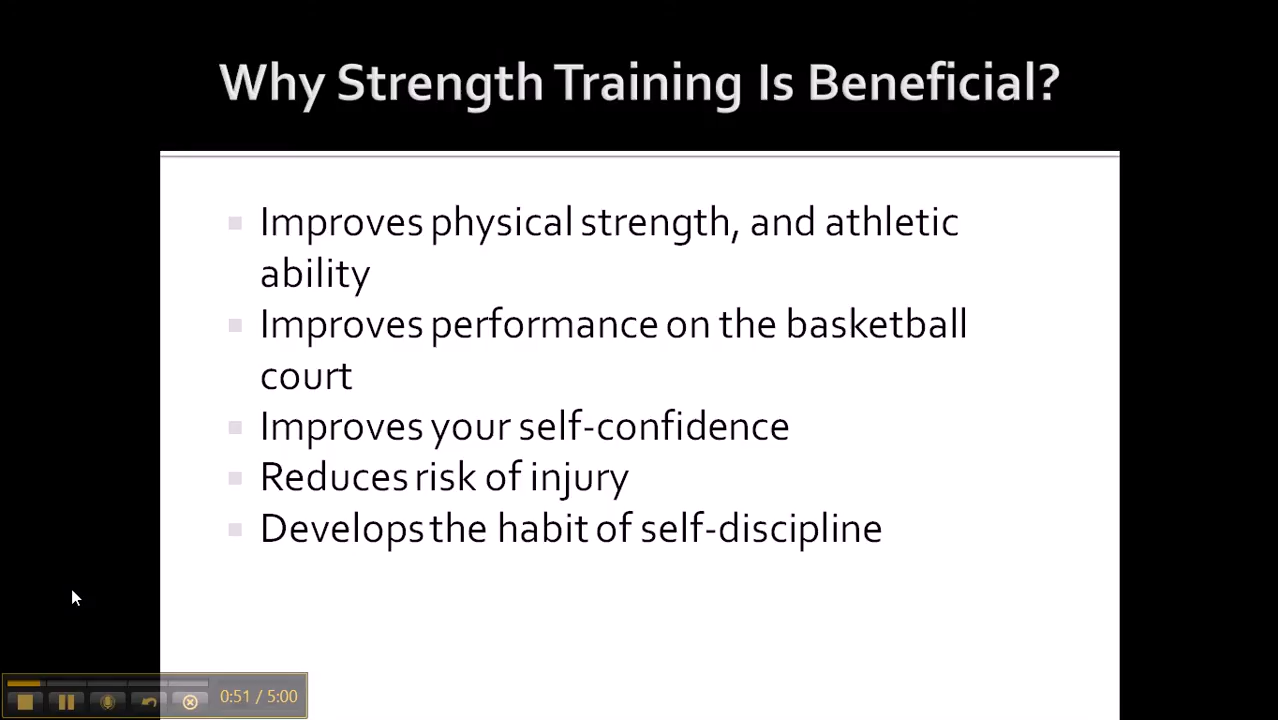 Why Strength Training Is Beneficial?
Improves physical strength, and athletic
ability
Improves performance on the basketball
court
Improves your self-confidence
Reduces risk of injury
Develops the habit of self-discipline
0:51 / 5:00